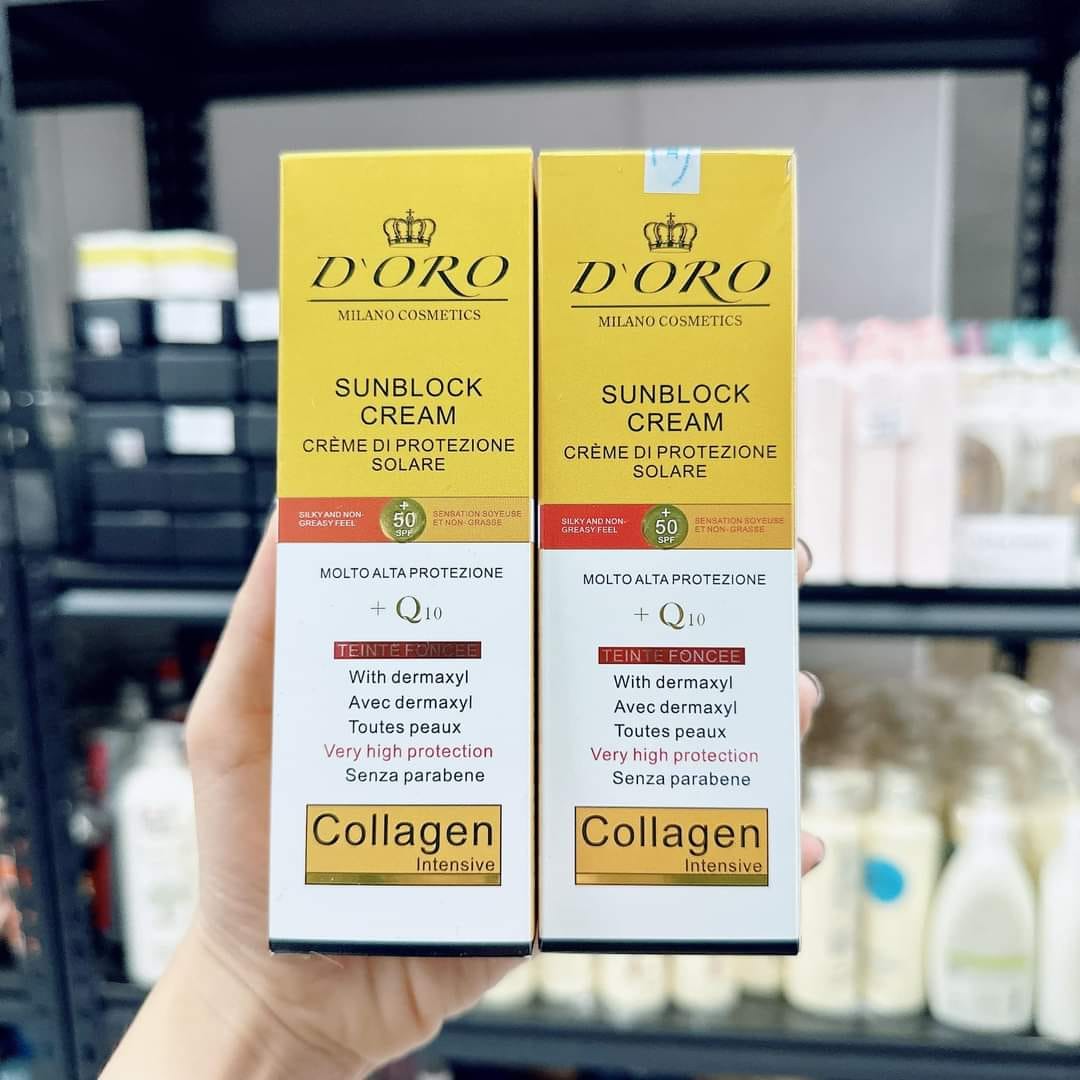 D'ORO
MILANO COSMETICS
SUNBLOCK
CREAM
CRÈME DI PROTEZIONE
SOLARE
SILKY AND NON-
GREASY FEEL
+
50
SPF
SENSATION SOYEUSE
ET NON-GRASSE
MOLTO ALTA PROTEZIONE
+ Q10
TEINTE FONCEE
With dermaxyl
Avec dermaxyl
Toutes peaux
Very high protection
Senza parabene
Collagen
Intensive
D'ORO
MILANO COSMETICS
SUNBLOCK
CREAM
CRÈME DI PROTEZIONE
SOLARE
SILKY AND NON-
GREASY FEEL
+
50
SPF
SENSATION SOYEUSE
ET NON-GRASSE
MOLTO ALTA PROTEZIONE
+ Q10
TEINTE FONCEE
With dermaxyl
Avec dermaxyl
Toutes peaux
Very high protection
Senza parabene
Collagen
Intensive